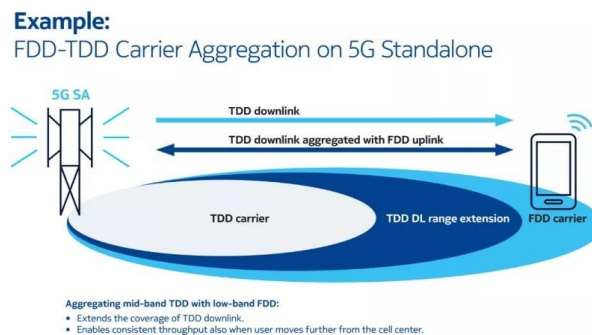 Example:
FDD-TDD Carrier Aggregation on 5G Standalone
5G SA
TDD downlink
TDD downlink aggregated with FDD uplink
TDD carrier
TDD DL range extension
FDD carrier
Aggregating mid-band TDD with low-band FDD:
• Extends the coverage of TDD downlink.
• Enables consistent throughput also when user moves further from the cell center.